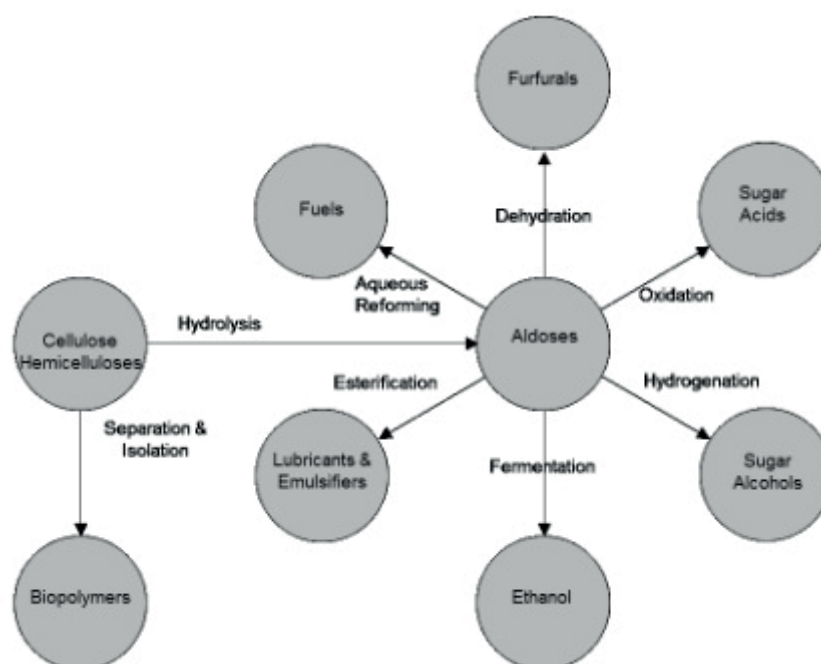 Furfurals
Fuels
Sugar
Acids
Dehydration
Aqueous
Reforming
Oxidation
Hydrolysis
Cellulose
Hemicelluloses
Aldoses
Esterification
Hydrogenation
Separation &
Isolation
Lubricants &
Emulsifiers
Fermentation
Sugar
Alcohols
Biopolymers
Ethanol